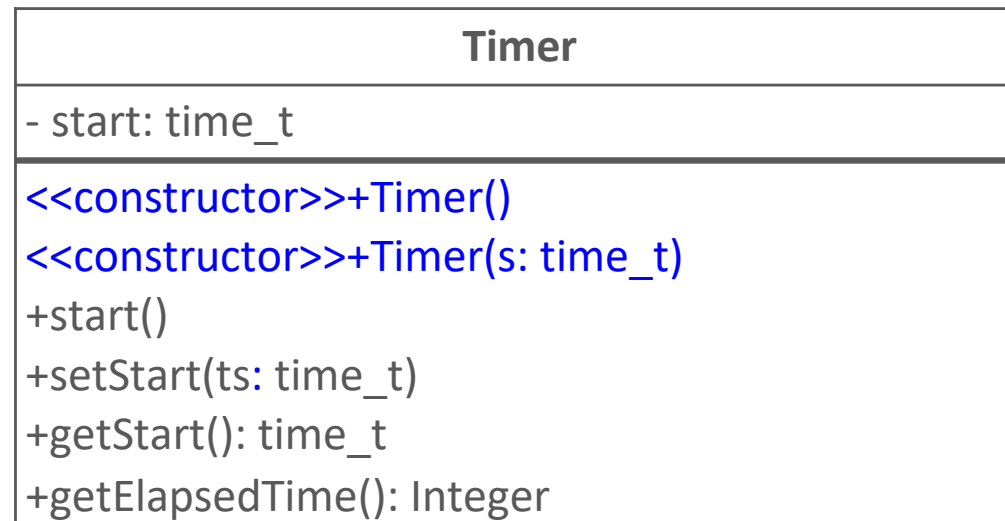 Timer
- start: time_t
<<constructor>>+Timer()
<<constructor>>+Timer(s: time_t)
+start()
+setStart(ts: time_t)
+getStart(): time_t
+getElapsedTime(): Integer